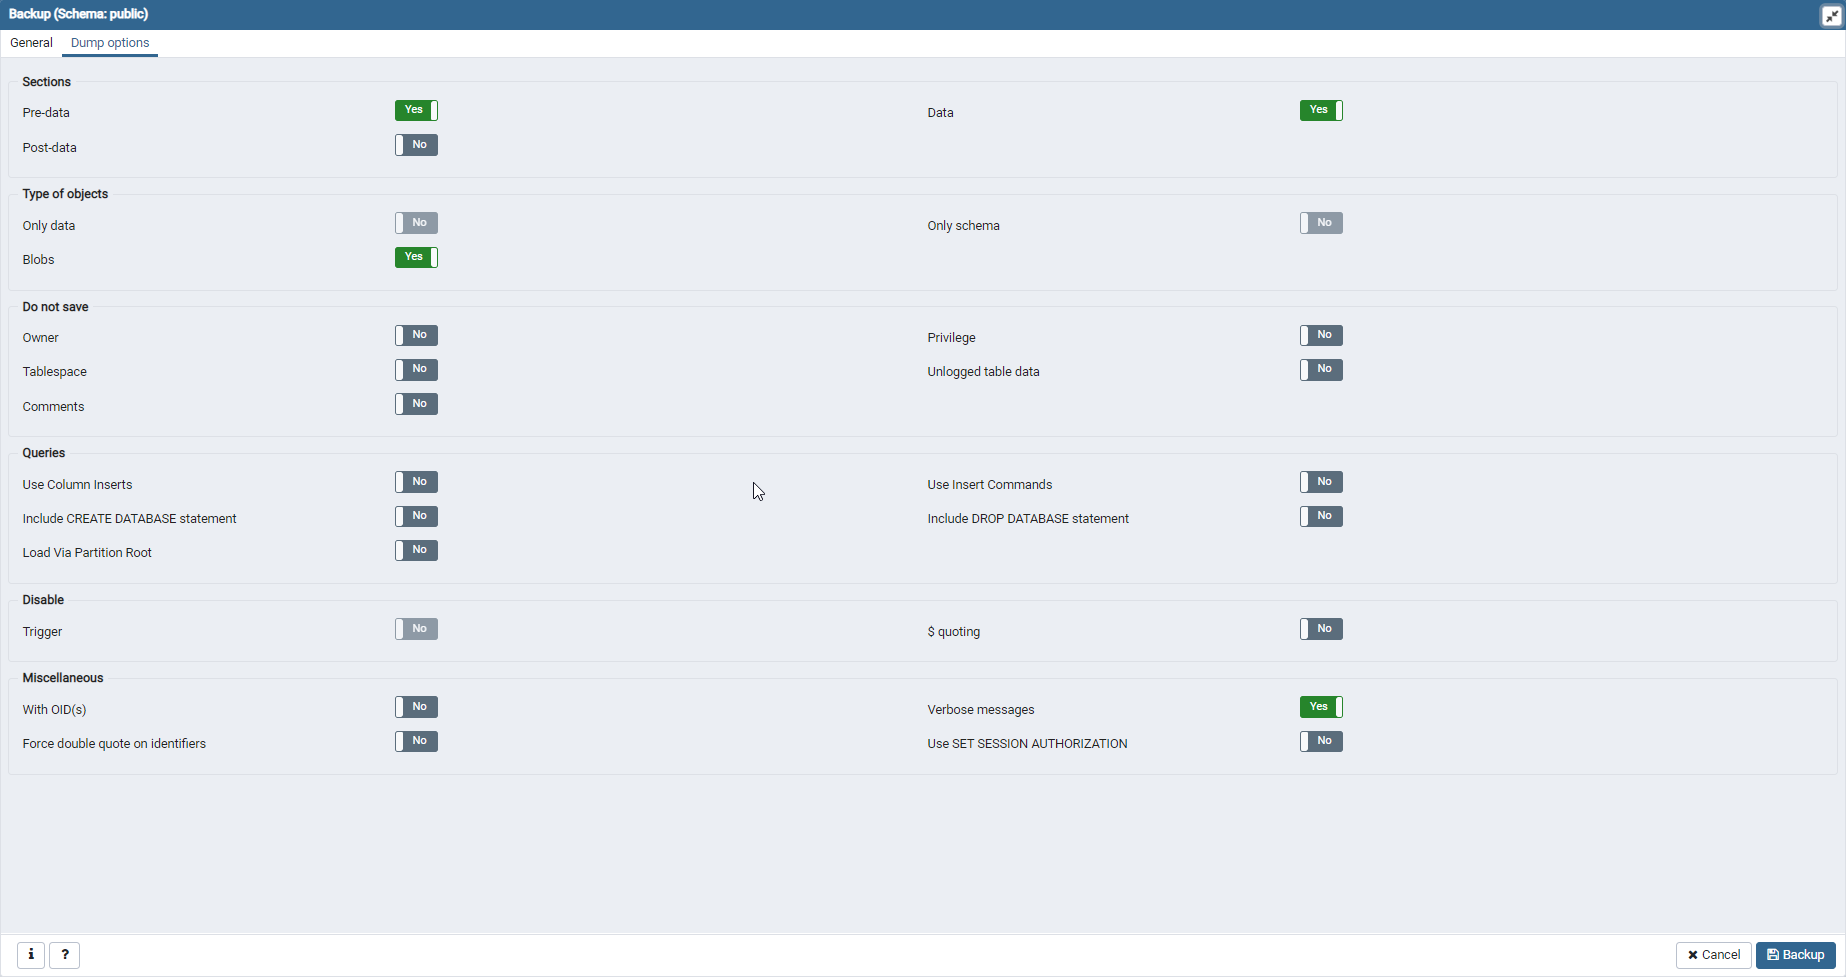 Backup (Schema: public)
General Dump options
Sections
Pre-data Yes Data Yes
Post-data No
Type of objects
Only data No Only schema No
Blobs Yes
Do not save
Owner No Privilege No
Tablespace No Unlogged table data No
Comments No
Queries
Use Column Inserts No Use Insert Commands No
Include CREATE DATABASE statement No Include DROP DATABASE statement No
Load Via Partition Root No
Disable
Trigger No $ quoting No
Miscellaneous
With OID(s) No Verbose messages Yes
Force double quote on identifiers No Use SET SESSION AUTHORIZATION No
i ? Cancel Backup